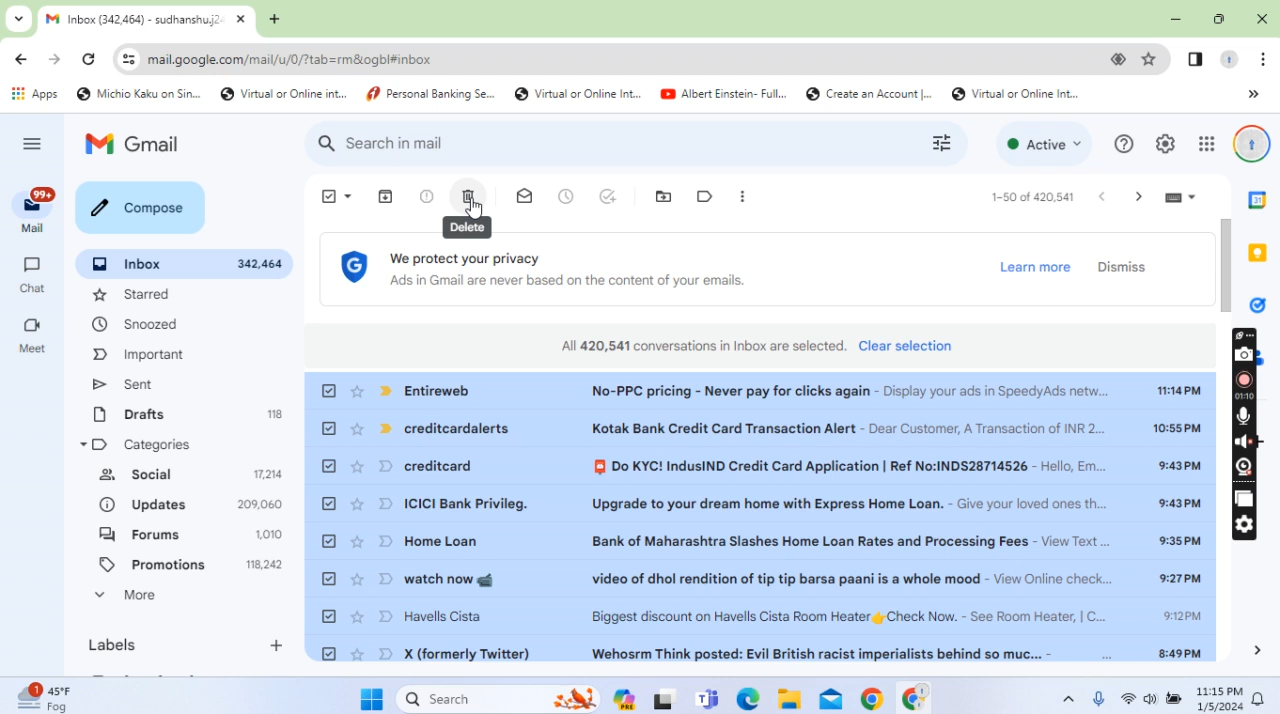 Inbox (342,464) - sudhanshu.j24
mail.google.com/mail/u/0/?tab=rm&ogbl#inbox
Apps
Michio Kaku on Sin...
Virtual or Online int...
Personal Banking Se...
Virtual or Online Int...
Albert Einstein- Full...
Create an Account |...
Virtual or Online Int...
Gmail
Search in mail
Active
99+
Mail
Chat
Meet
Compose
Inbox 342,464
Starred
Snoozed
Important
Sent
Drafts 118
Categories
Social 17,214
Updates 209,060
Forums 1,010
Promotions 118,242
More
Labels
1–50 of 420,541
Delete
We protect your privacy
Ads in Gmail are never based on the content of your emails.
Learn more
Dismiss
All 420,541 conversations in Inbox are selected. Clear selection
Entireweb No-PPC pricing - Never pay for clicks again - Display your ads in SpeedyAds netw... 11:14 PM
creditcardalerts Kotak Bank Credit Card Transaction Alert - Dear Customer, A Transaction of INR 2... 10:55 PM
creditcard 📮 Do KYC! IndusIND Credit Card Application | Ref No:INDS28714526 - Hello, Em... 9:43 PM
ICICI Bank Privileg. Upgrade to your dream home with Express Home Loan. - Give your loved ones th... 9:43 PM
Home Loan Bank of Maharashtra Slashes Home Loan Rates and Processing Fees - View Text ... 9:35 PM
watch now 📹 video of dhol rendition of tip tip barsa paani is a whole mood - View Online check... 9:27 PM
Havells Cista Biggest discount on Havells Cista Room Heater👉Check Now. - See Room Heater, | C... 9:12 PM
X (formerly Twitter) Wehosrm Think posted: Evil British racist imperialists behind so muc... - ... 8:49 PM
31
01:10
1
45°F
Fog
Search
PRE
11:15 PM
1/5/2024